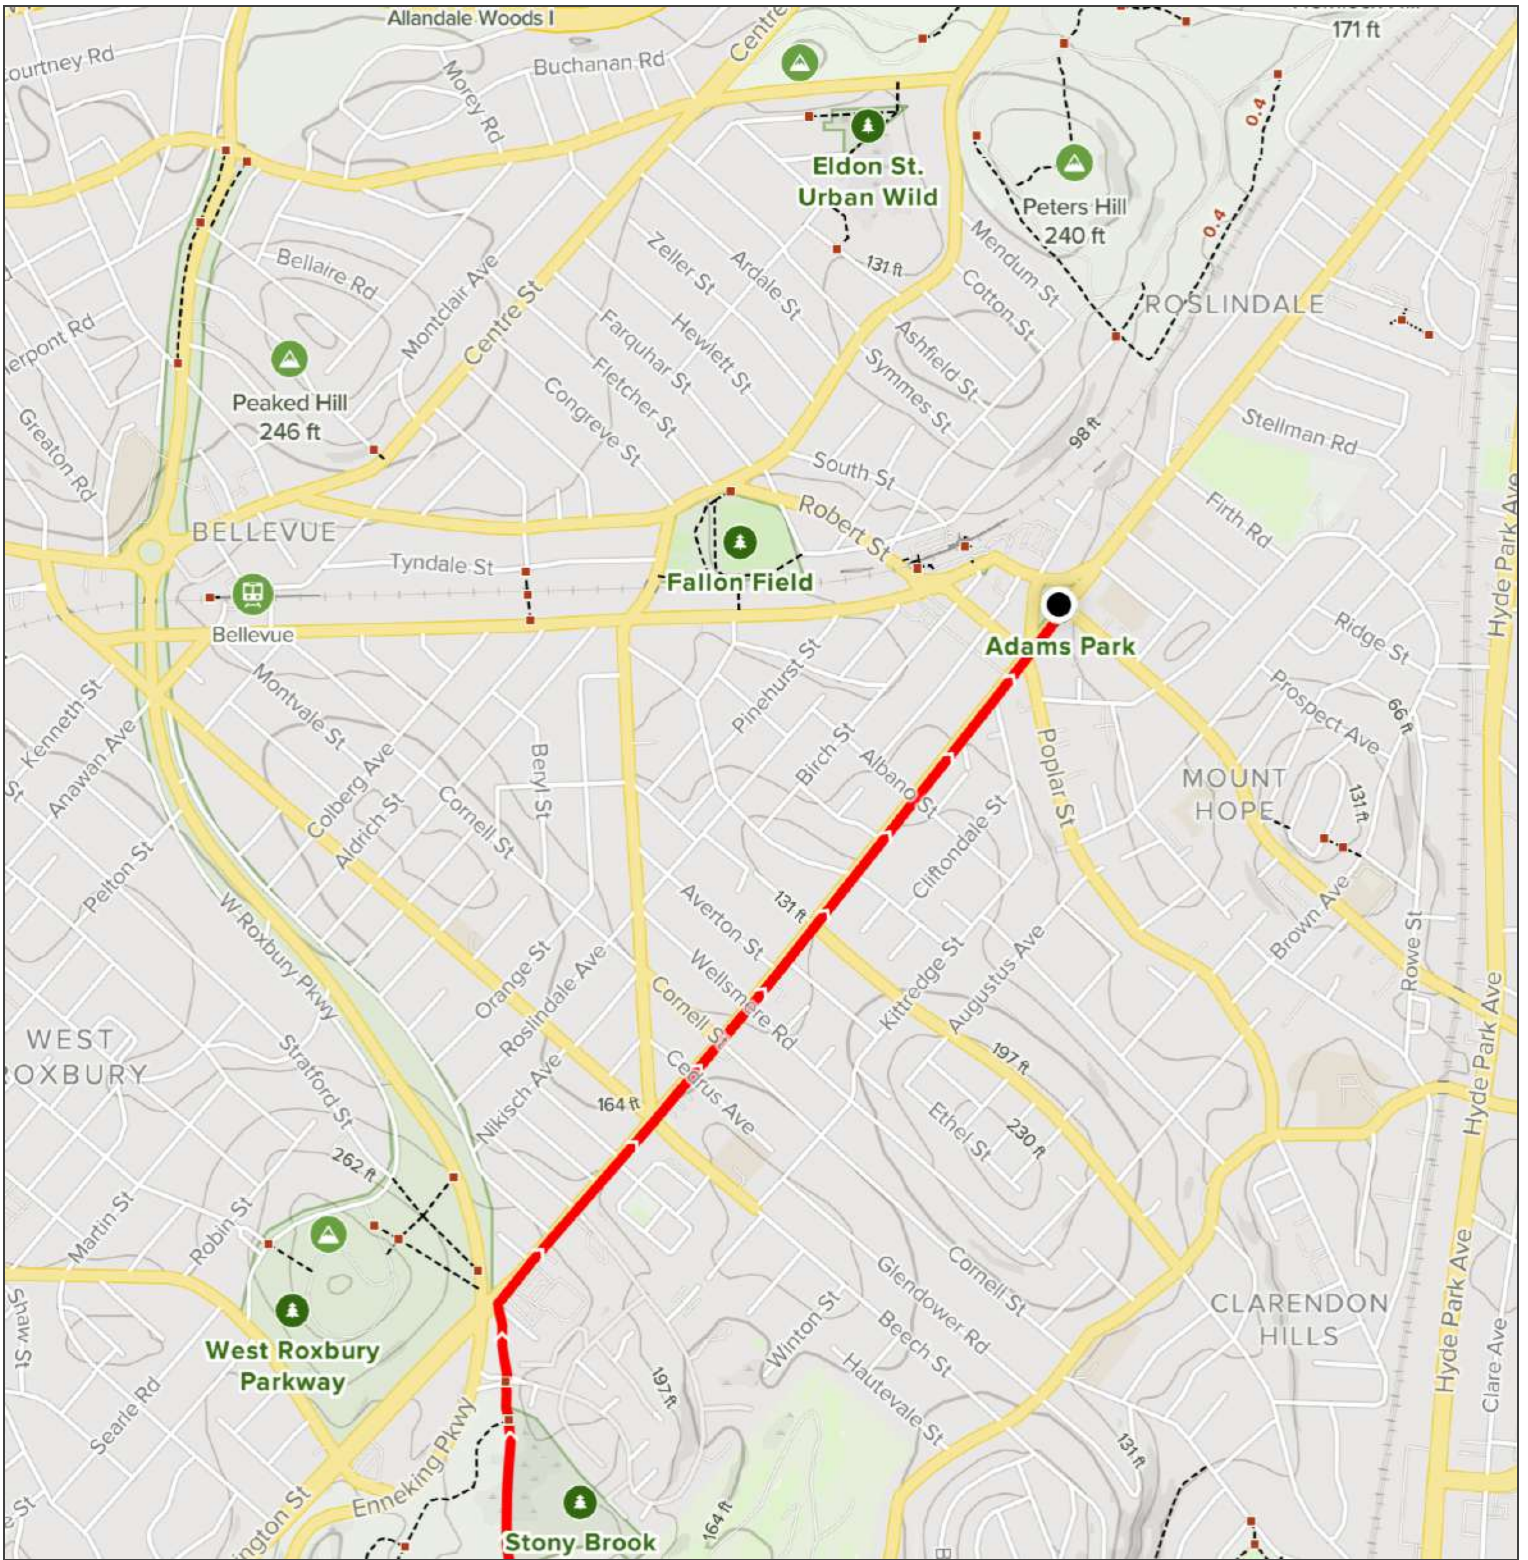 Allandale Woods I
171 ft
Courtney Rd
Buchanan Rd
Centre
Morey Rd
0.4
Eldon St.
Urban Wild
Peters Hill
240 ft
0.4
Mendum St
Bellaire Rd
Zeller St
Ardale St
131 ft
Montclair Ave
Cotton St
ROSLINDALE
Centre St
Farquhar St
Hewlett St
Ashfield St
Peaked Hill
246 ft
Fletcher St
Symmes St
Congreve St
Greaton Rd
98 ft
Stellman Rd
South St
Robert St
Firth Rd
BELLEVUE
Hyde Park Ave
Tyndale St
Fallon Field
Bellevue
Adams Park
Ridge St
Kenneth St
Montvale St
Pinehurst St
Prospect Ave
66 ft
Anawan Ave
Beryl St
Birch St
Albano St
Poplar St
MOUNT
HOPE
St
Colberg Ave
Aldrich St
Cornell St
Cliftondale St
131 ft
Pelton St
Averton St
131 ft
Brown Ave
W Roxbury Pkwy
Orange St
Roslindale Ave
Wellsmere Rd
Kittredge St
Augustus Ave
Rowe St
Cornell St
WEST
ROXBURY
Stratford St
Nikisch Ave
Cedrus Ave
197 ft
Hyde Park Ave
164 ft
Ethel St
230 ft
262 ft
Martin St
Robin St
Cornell St
Glendower Rd
Hyde Park Ave
CLARENDON
HILLS
Shaw St
West Roxbury
Parkway
Winton St
Beech St
Hautevale St
197 ft
Clare Ave
Searle Rd
Enneking Pkwy
131 ft
164 ft
Stony Brook